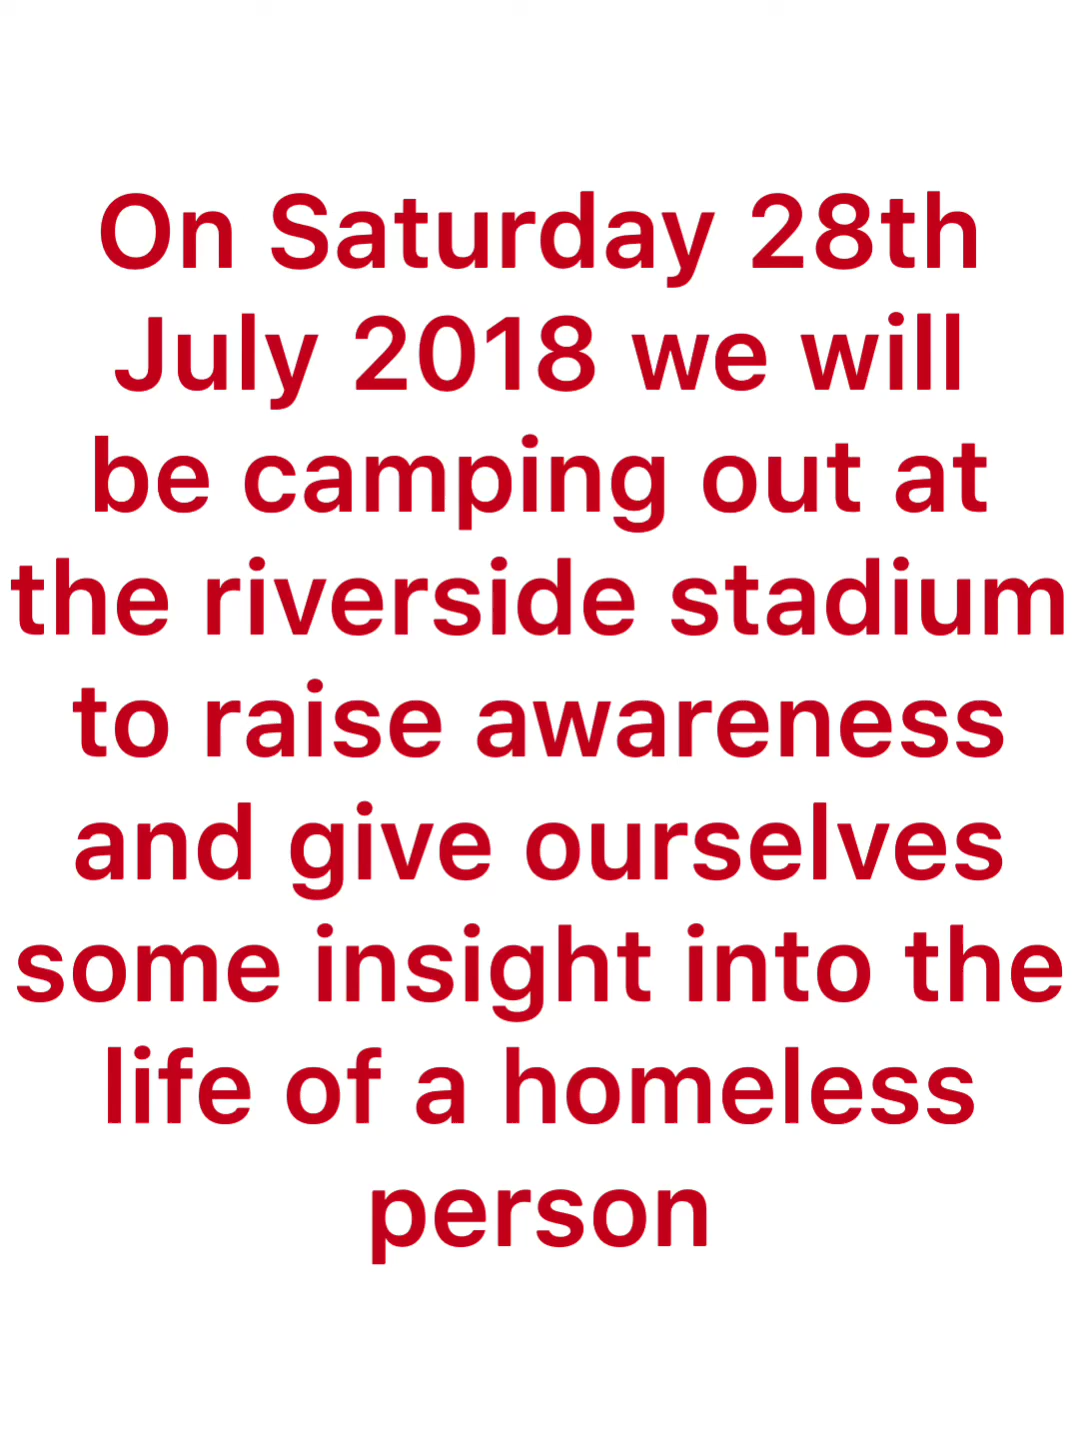 On Saturday 28th
July 2018 we will
be camping out at
the riverside stadium
to raise awareness
and give ourselves
some insight into the
life of a homeless
person